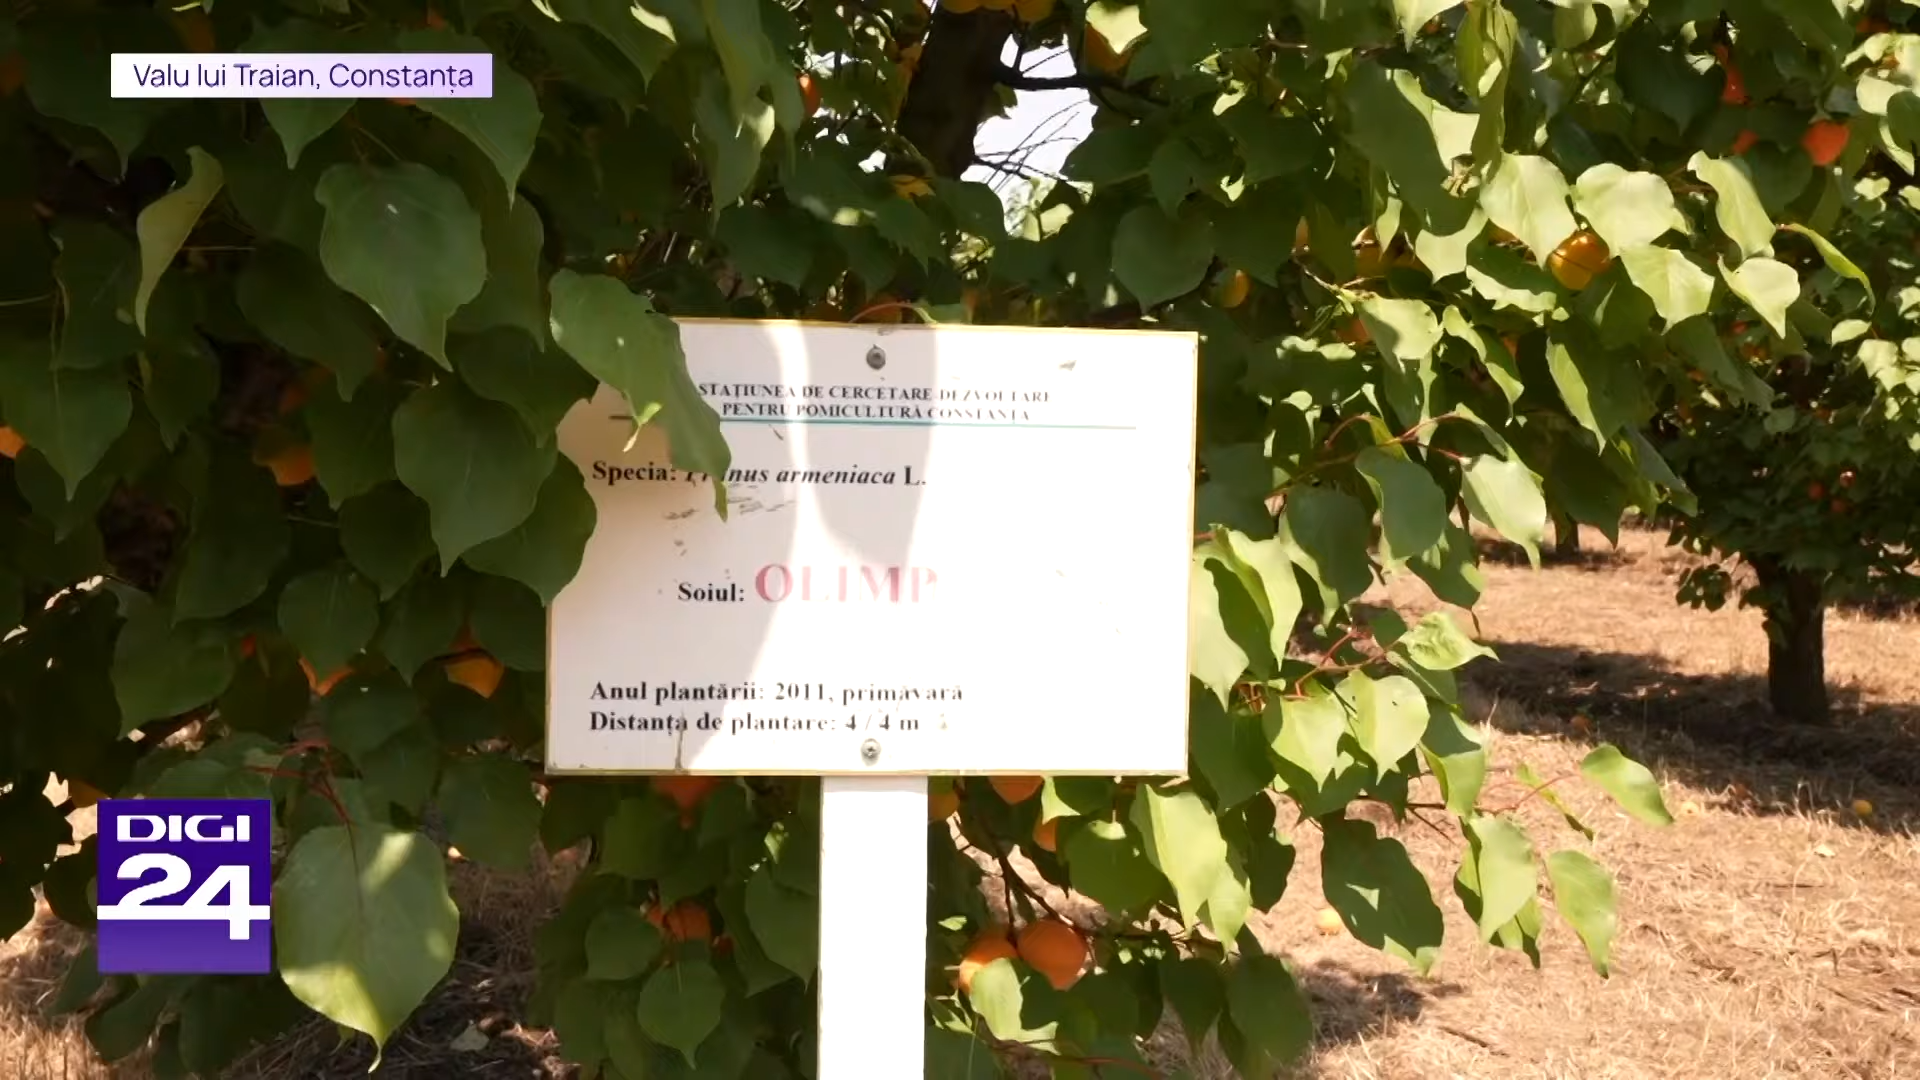 Valu lui Traian, Constanța
STAȚIUNEA DE CERCETARE-DEZVOLTARE
PENTRU POMICULTURĂ CONSTANȚA
Specia: Prunus armeniaca L.
Soiul: OLIMP
Anul plantării: 2011, primăvară
Distanța de plantare: 4 / 4 m
DIGI
24